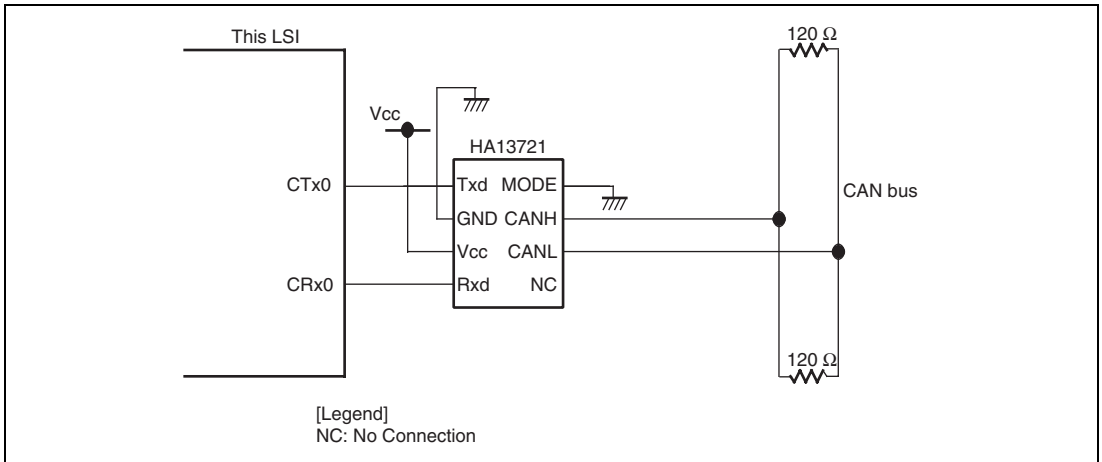 This LSI
120 Ω
Vcc
HA13721
CTx0
Txd MODE
CAN bus
GND CANH
Vcc CANL
CRx0
Rxd NC
120 Ω
[Legend]
NC: No Connection